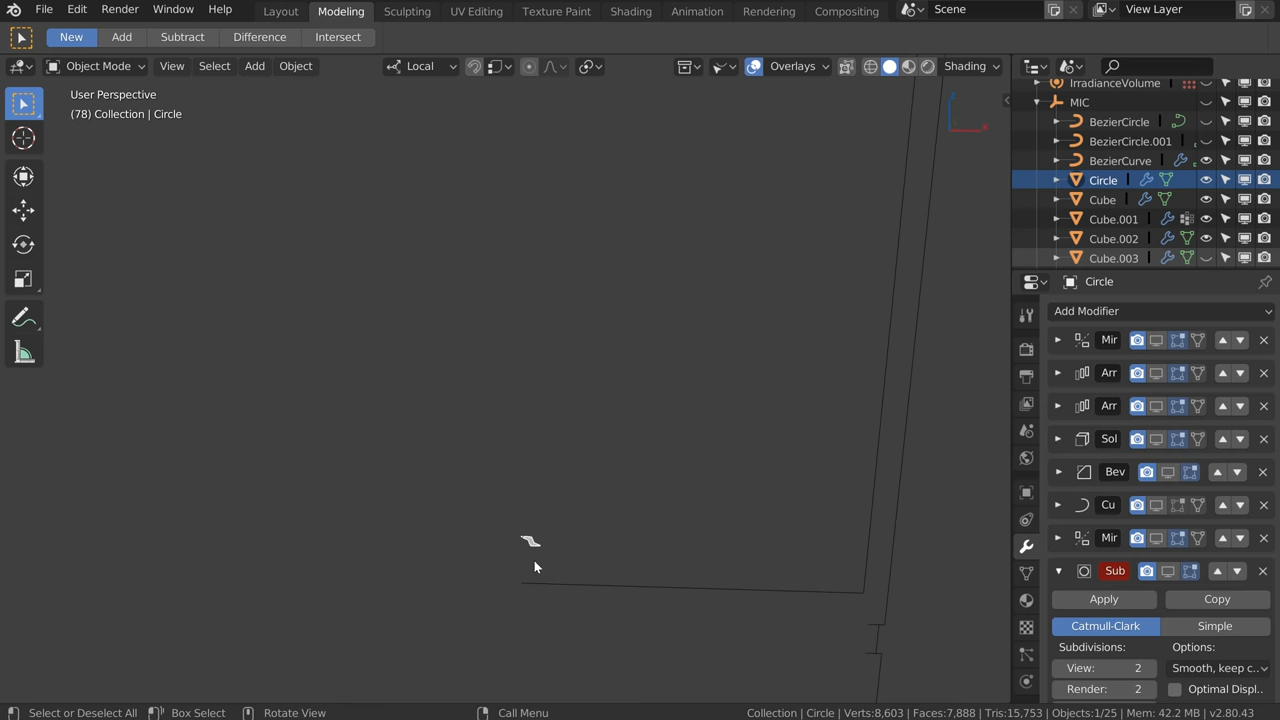 File Edit Render Window Help Layout Modeling Sculpting UV Editing Texture Paint Shading Animation Rendering Compositing Scene View Layer
New Add Subtract Difference Intersect
Object Mode View Select Add Object Local Overlays Shading
User Perspective
(78) Collection | Circle
IrradianceVolume
MIC
BezierCircle
BezierCircle.001
BezierCurve
Circle
Cube
Cube.001
Cube.002
Cube.003
Circle
Add Modifier
Mir
Arr
Arr
Sol
Bev
Cu
Mir
Sub
Apply Copy
Catmull-Clark Simple
Subdivisions: Options:
View: 2 Smooth, keep c..
Render: 2 Optimal Displ..
Select or Deselect All Box Select Rotate View Call Menu Collection | Circle | Verts:8,603 | Faces:7,888 | Tris:15,753 | Objects:1/25 | Mem: 42.2 MB | v2.80.43